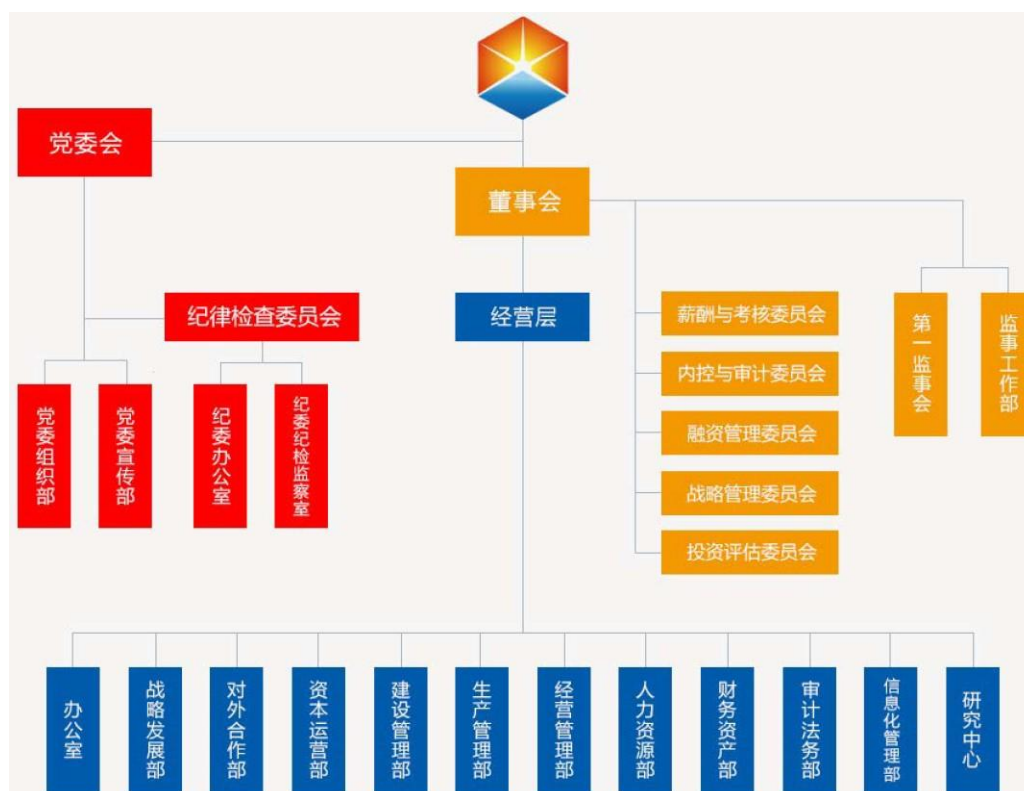 党委会
董事会
纪律检查委员会
经营层
薪酬与考核委员会
内控与审计委员会
融资管理委员会
战略管理委员会
投资评估委员会
第一监事会
监事工作部
党委组织部
党委宣传部
纪委办公室
纪委纪检监察室
办公室
战略发展部
对外合作部
资本运营部
建设管理部
生产管理部
经营管理部
人力资源部
财务资产部
审计法务部
信息化管理部
研究中心